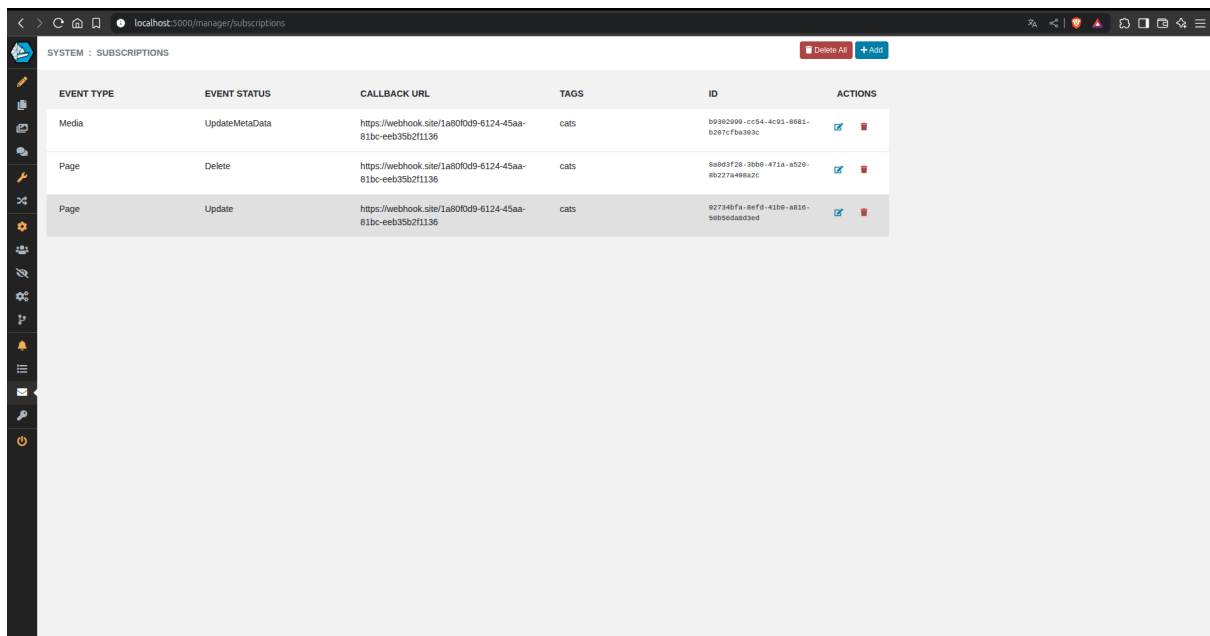 localhost:5000/manager/subscriptions
SYSTEM : SUBSCRIPTIONS
Delete All
Add
EVENT TYPE EVENT STATUS CALLBACK URL TAGS ID ACTIONS
Media UpdateMetaData https://webhook.site/1a80f0d9-6124-45aa- cats b9302999-cc54-4c91-8681-
81bc-eeb35b2f1136 b207cfba303c
Page Delete https://webhook.site/1a80f0d9-6124-45aa- cats 8a0d3f28-3bb0-471a-a520-
81bc-eeb35b2f1136 8b227a498a2c
Page Update https://webhook.site/1a80f0d9-6124-45aa- cats 92734bfa-8efd-41b0-a816-
81bc-eeb35b2f1136 50b56da8d3ed